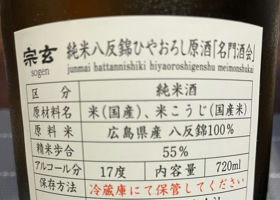 宗玄 純米八反錦ひやおろし原酒「名門酒会」
sogen junmai hattannishiki hiyaoroshigenshu meimonshukai
区分 純米酒
原材料名 米(国産)、米こうじ(国産米)
原料米 広島県産 八反錦100%
精米歩合 55%
アルコール分 17度 内容量 720ml
保存方法 冷蔵庫にて保管してください